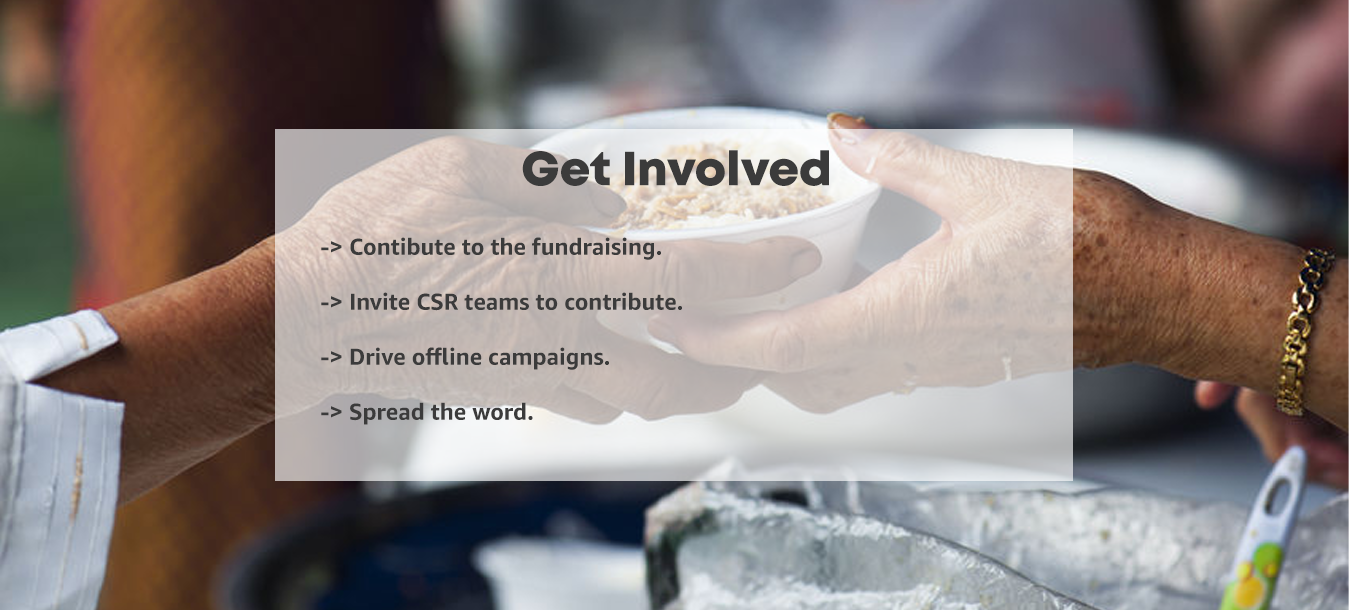 Get Involved
-> Contibute to the fundraising.
-> Invite CSR teams to contribute.
-> Drive offline campaigns.
-> Spread the word.